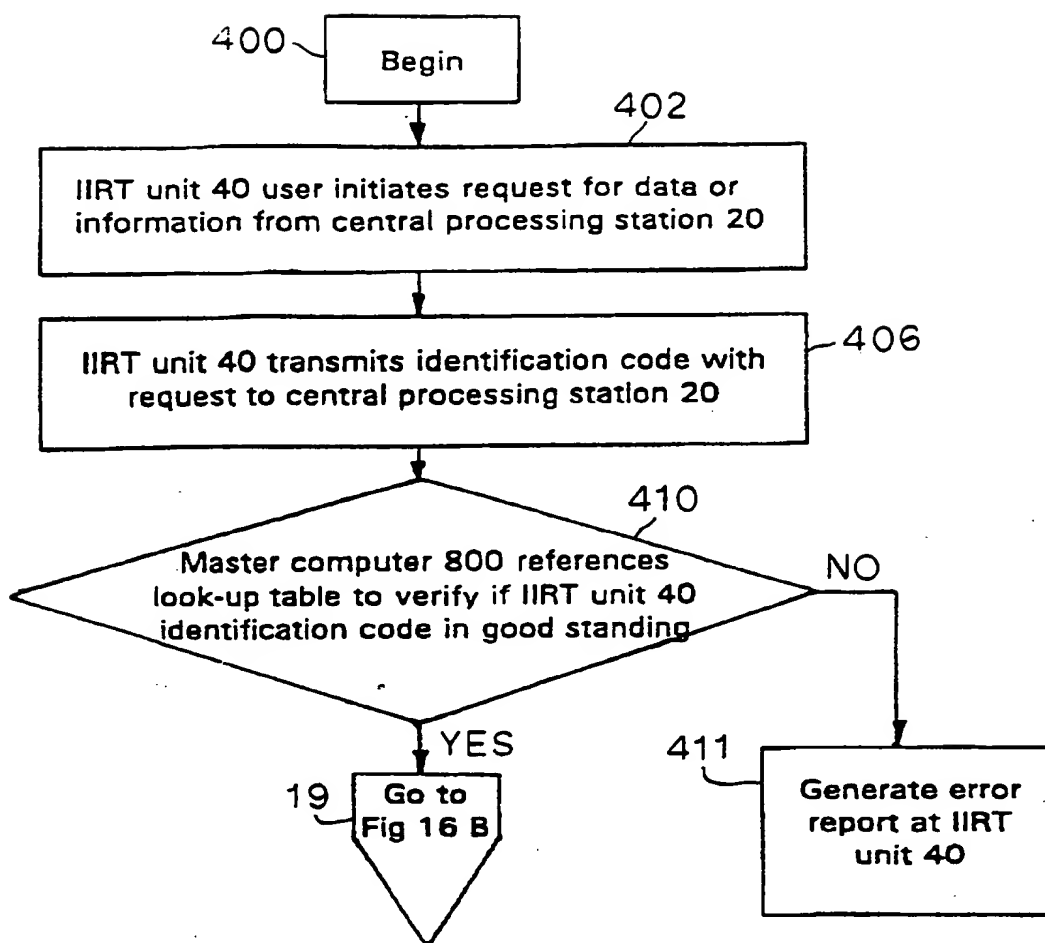 400
Begin
402
IIRT unit 40 user initiates request for data or
information from central processing station 20
IIRT unit 40 transmits identification code with
request to central processing station 20
406
410
Master computer 800 references
look-up table to verify if IIRT unit 40
identification code in good standing
NO
YES
19
Go to
Fig 16 B
411
Generate error
report at IIRT
unit 40